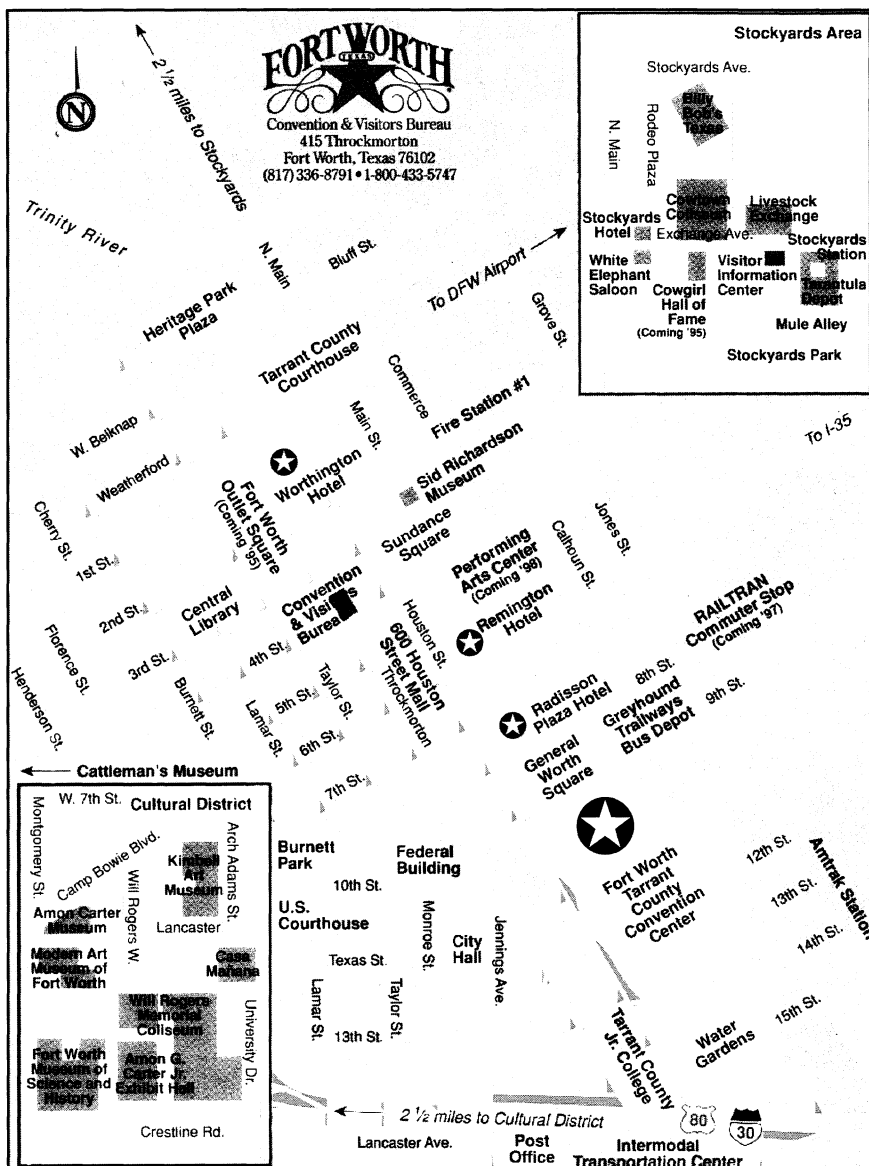 FORT WORTH
TEXAS
Convention & Visitors Bureau
415 Throckmorton
Fort Worth, Texas 76102
(817) 336-8791 • 1-800-433-5747
N
2 1/2 miles to Stockyards
Trinity River
N. Main
Bluff St.
Heritage Park
Plaza
To DFW Airport
Grove St.
Tarrant County
Courthouse
Commerce
Main St.
Fire Station #1
W. Belknap
Weatherford
Worthington
Hotel
Sid Richardson
Museum
Fort Worth
Outlet Square
(Coming '95)
Sundance
Square
Cherry St.
1st St.
2nd St.
3rd St.
Central
Library
Convention
& Visitors
Bureau
Performing
Arts Center
(Coming '98)
Calhoun St.
Jones St.
To I-35
Houston St.
Remington
Hotel
RAILTRAN
Commuter Stop
(Coming '97)
Florence St.
Henderson St.
Burnett St.
4th St.
Lamar St.
5th St.
Taylor St.
6th St.
7th St.
600 Houston
Street Mall
Throckmorton
Radisson
Plaza Hotel
8th St.
9th St.
Greyhound
Trailways
Bus Depot
General
Worth
Square
Cattleman's Museum
Burnett
Park
Federal
Building
10th St.
U.S.
Courthouse
Monroe St.
City
Hall
Jennings Ave.
Texas St.
Lamar St.
Taylor St.
13th St.
Fort Worth
Tarrant
County
Convention
Center
12th St.
13th St.
14th St.
15th St.
Amtrak Station
Water
Gardens
Tarrant County
Jr. College
2 1/2 miles to Cultural District
80
30
Lancaster Ave.
Post
Office
Intermodal
Transportation Center
Stockyards Area
Stockyards Ave.
Billy
Bob's
Texas
N. Main
Rodeo Plaza
Cowtown
Coliseum
Livestock
Exchange
Stockyards
Hotel
Exchange Ave.
Stockyards
Station
White
Elephant
Saloon
Cowgirl
Hall of
Fame
(Coming '95)
Visitor
Information
Center
Tarantula
Depot
Mule Alley
Stockyards Park
W. 7th St.
Cultural District
Montgomery St.
Camp Bowie Blvd.
Will Rogers W.
Arch Adams St.
Kimbell
Art
Museum
Amon Carter
Museum
Lancaster
Modern Art
Museum of
Fort Worth
Casa
Mañana
Will Rogers
Memorial
Coliseum
University Dr.
Fort Worth
Museum of
Science and
History
Amon G.
Carter Jr.
Exhibit Hall
Crestline Rd.